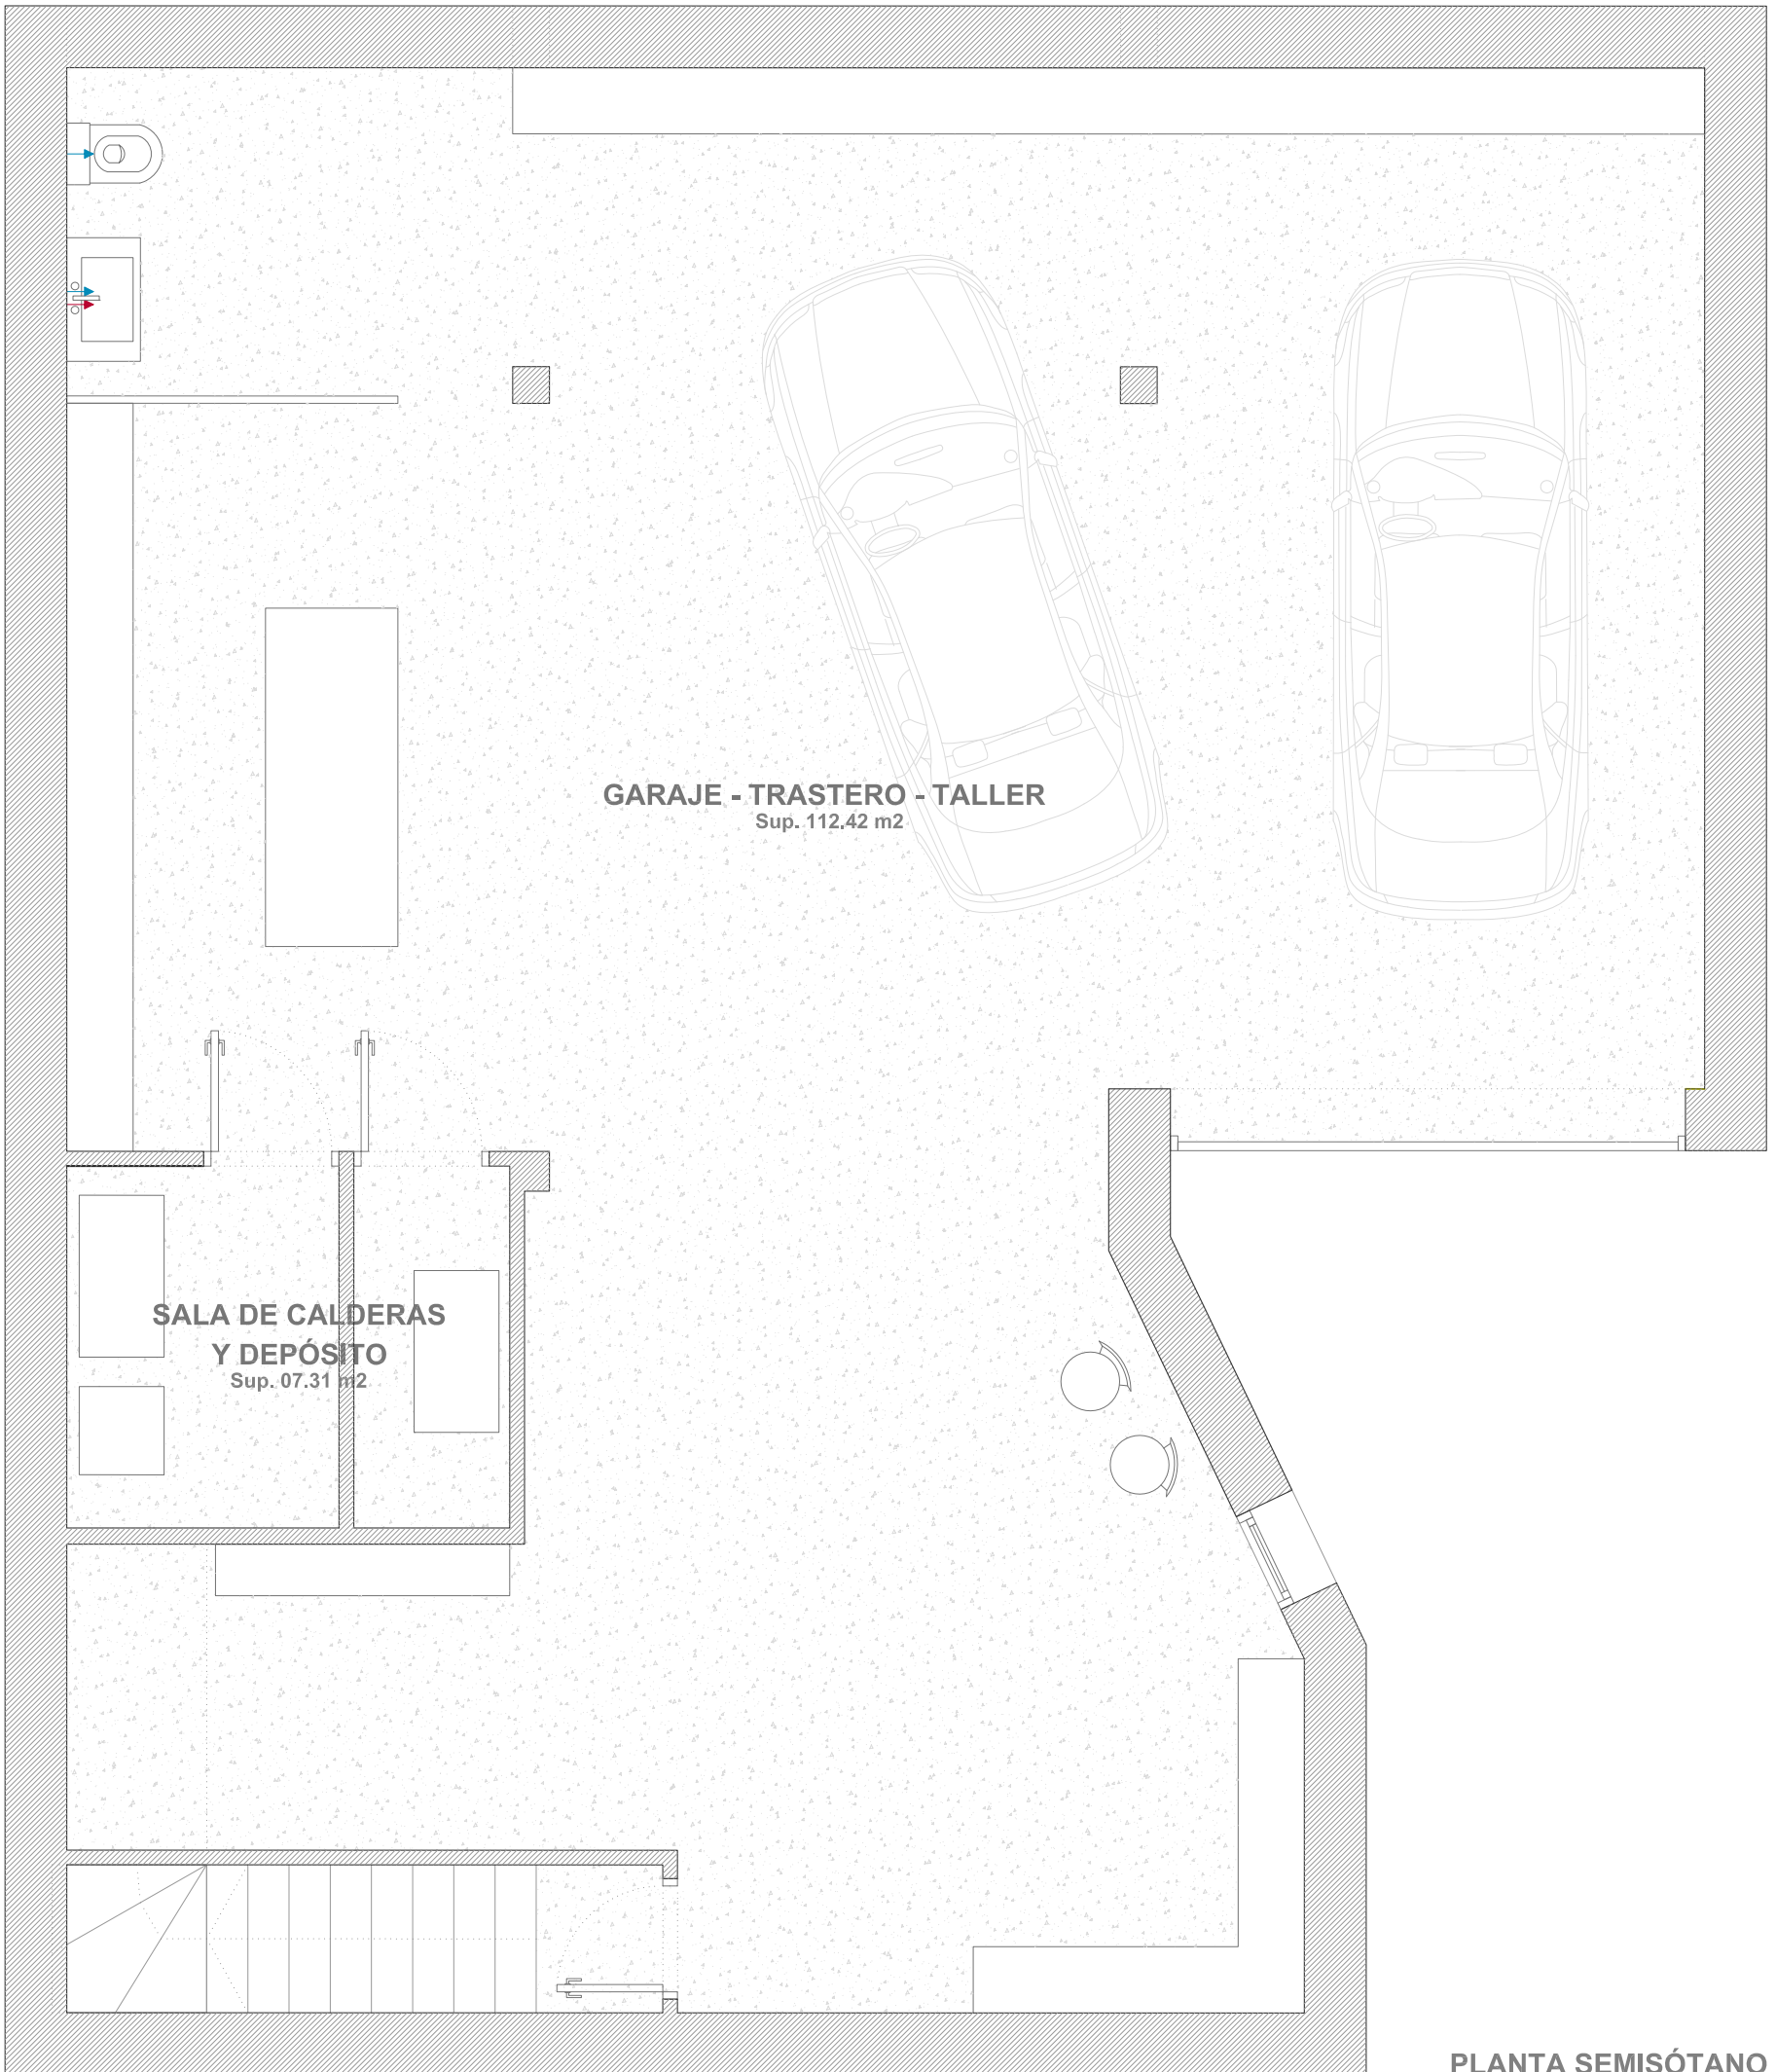 GARAJE - TRASTERO - TALLER
Sup. 112.42 m2
SALA DE CALDERAS
Y DEPÓSITO
Sup. 07.31 m2
PLANTA SEMISÓTANO